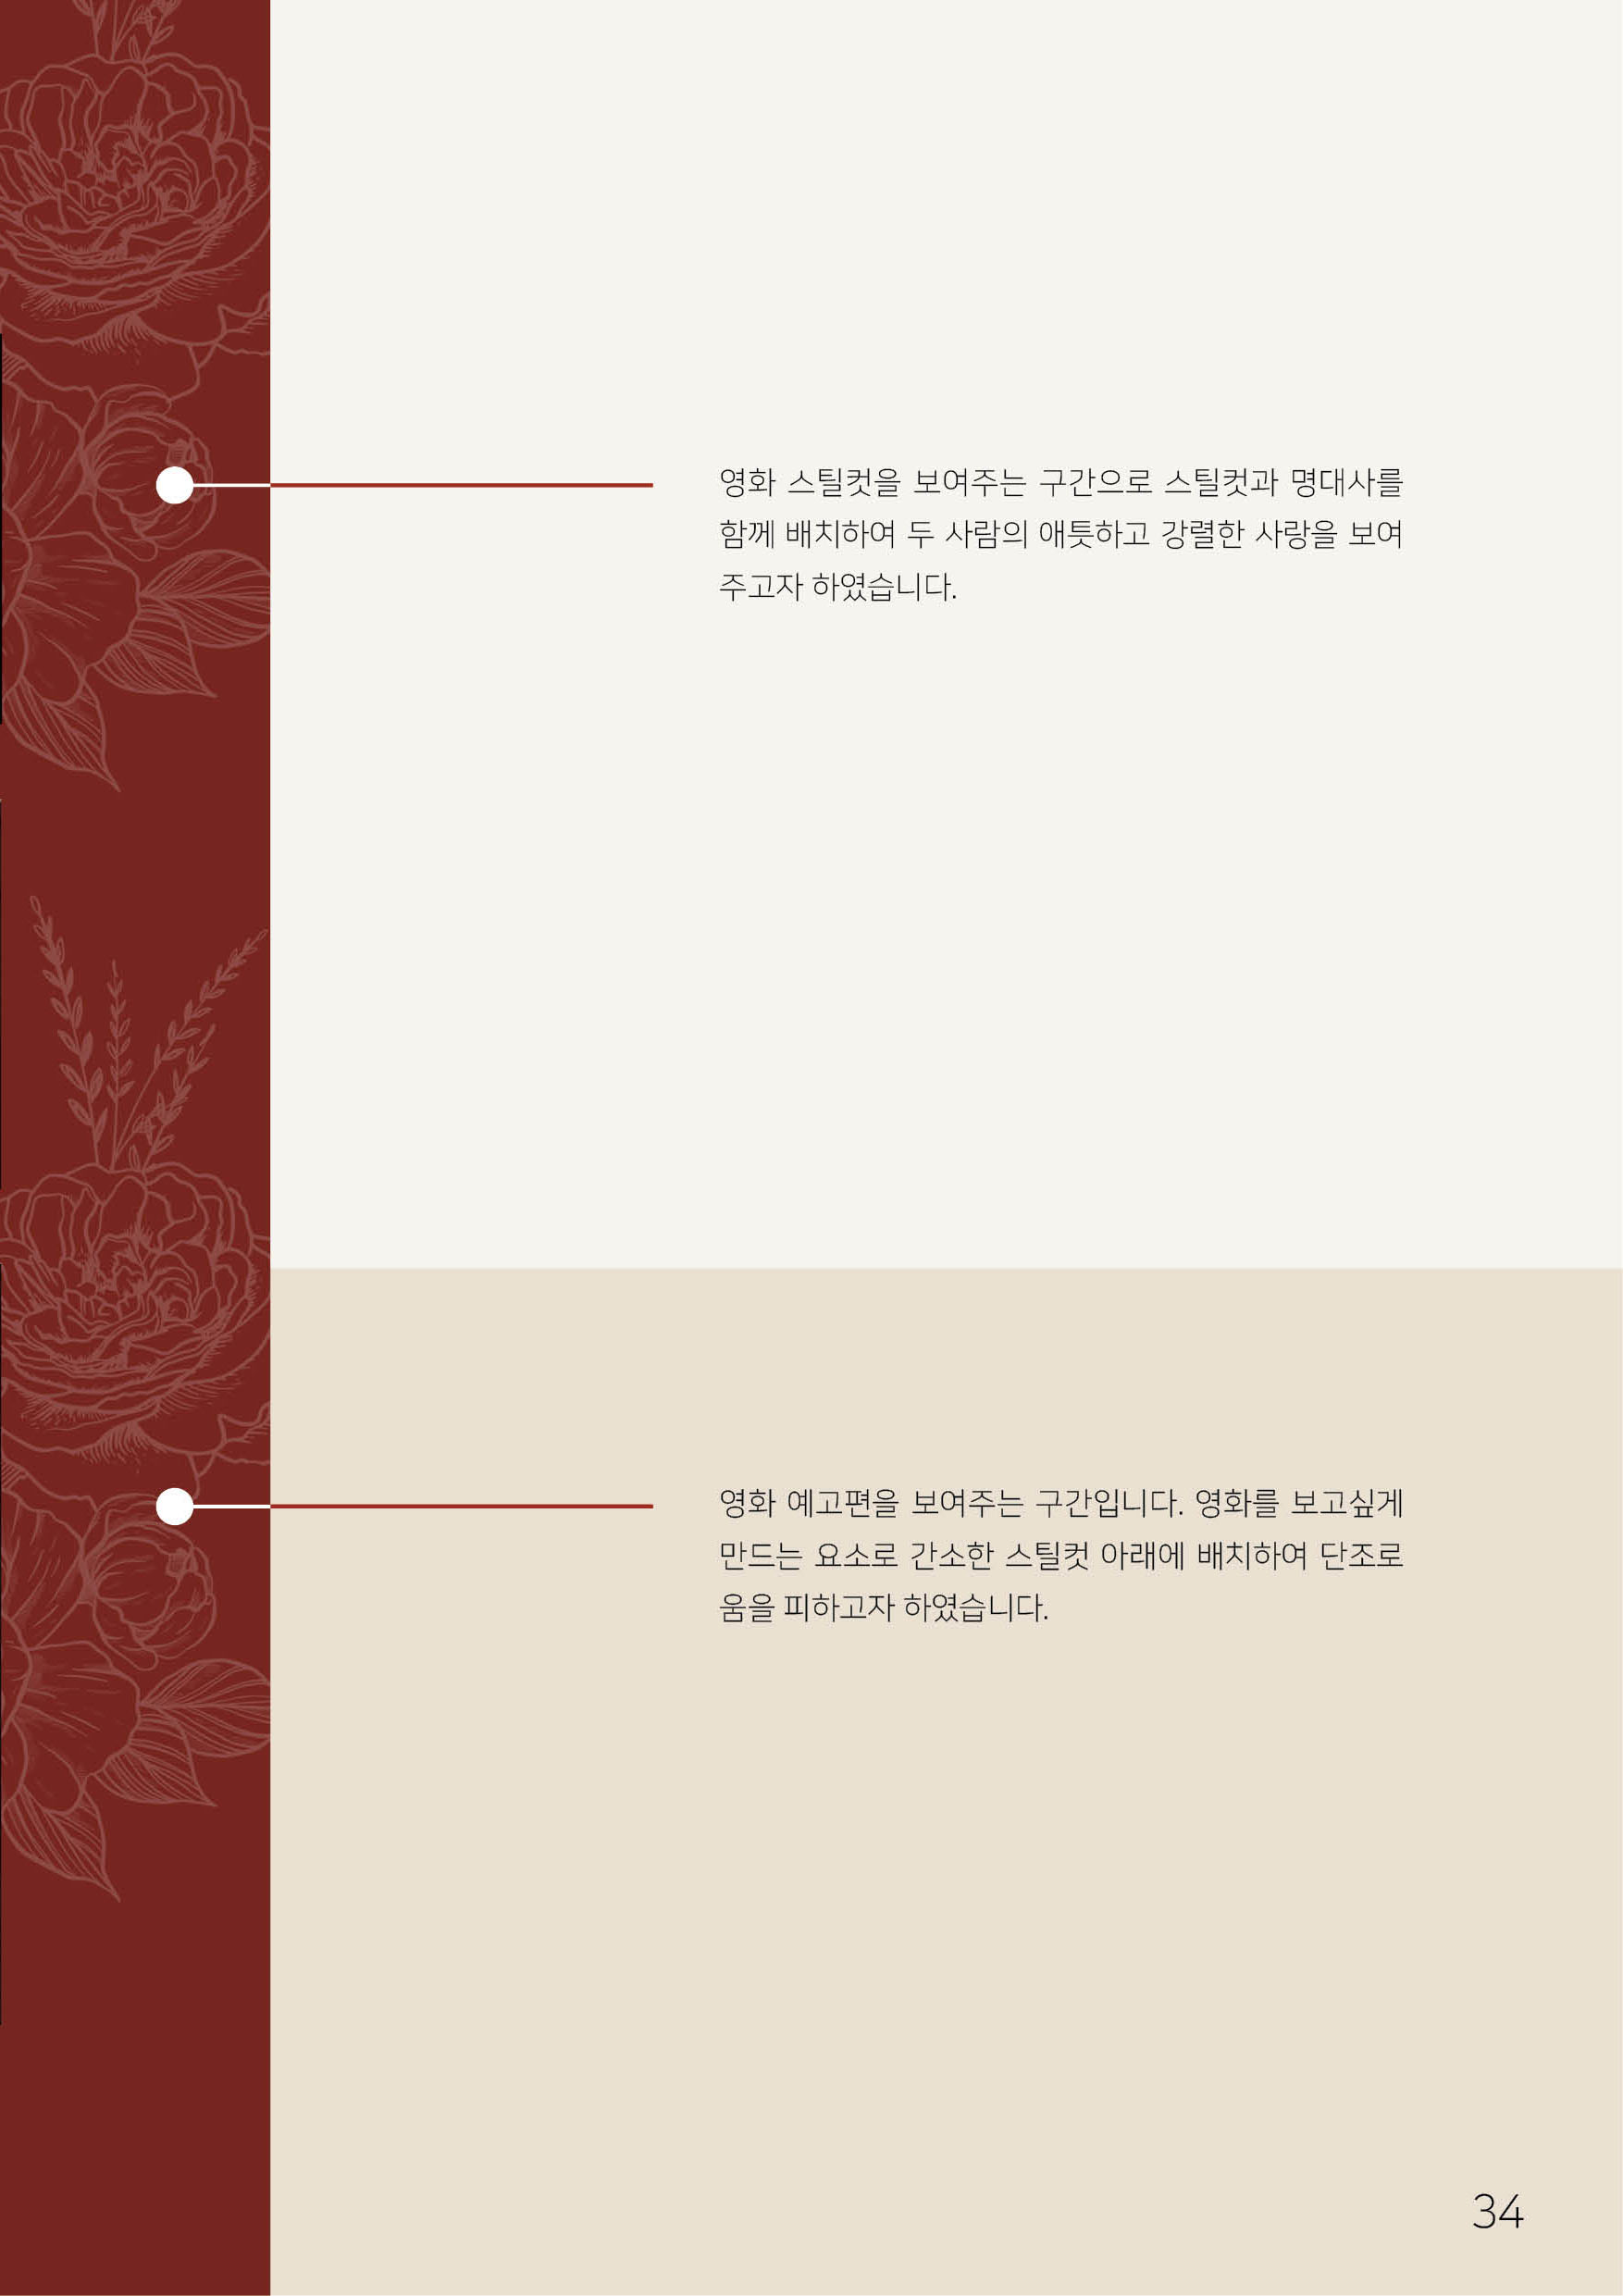 영화 스틸컷을 보여주는 구간으로 스틸컷과 명대사를
함께 배치하여 두 사람의 애틋하고 강렬한 사랑을 보여
주고자 하였습니다.
영화 예고편을 보여주는 구간입니다. 영화를 보고싶게
만드는 요소로 간소한 스틸컷 아래에 배치하여 단조로
움을 피하고자 하였습니다.
34